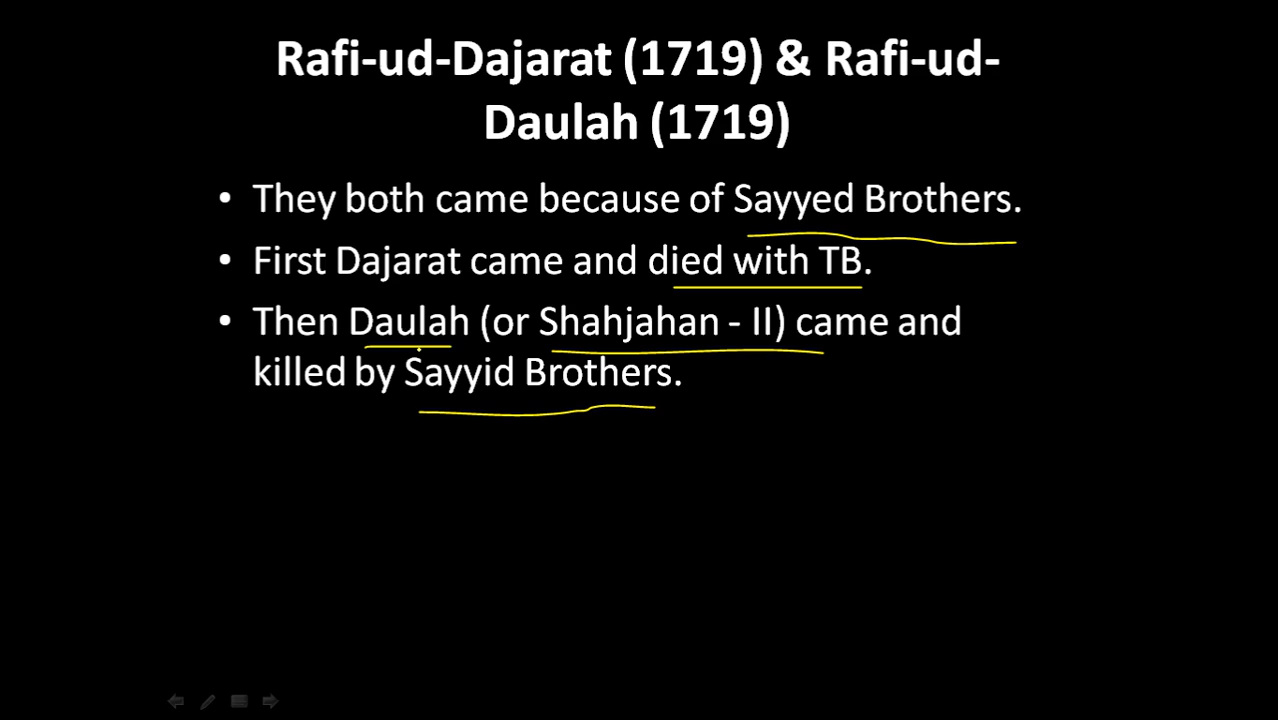 Rafi-ud-Dajarat (1719) & Rafi-ud-
Daulah (1719)
• They both came because of Sayyed Brothers.
• First Dajarat came and died with TB.
• Then Daulah (or Shahjahan - II) came and
killed by Sayyid Brothers.